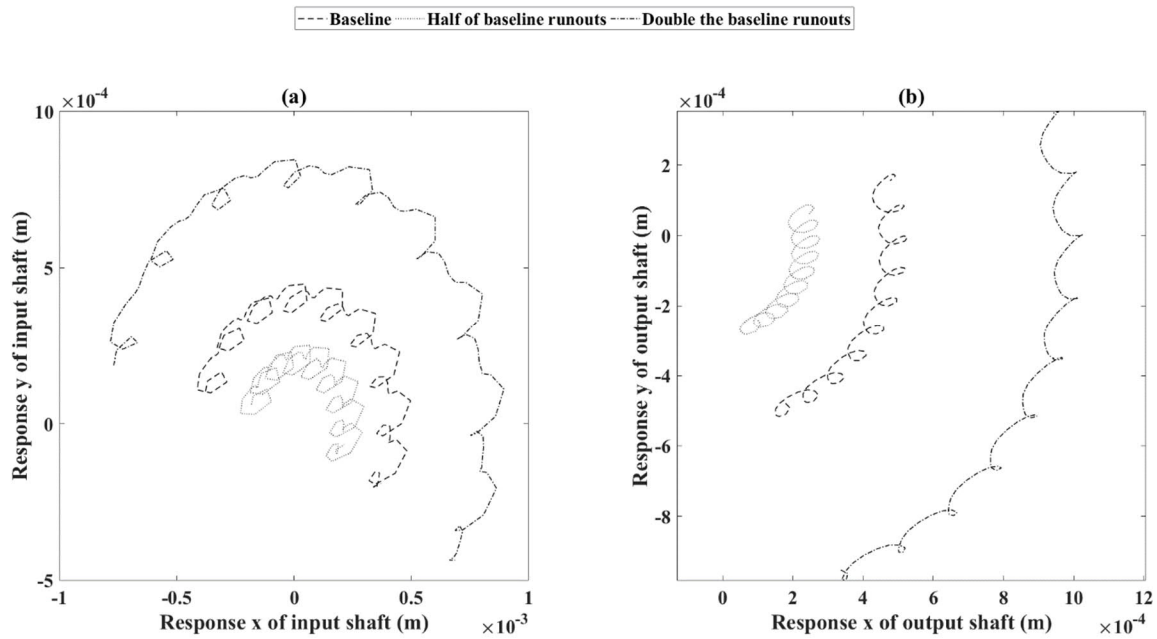 Baseline Half of baseline runouts Double the baseline runouts
(a)
×10⁻⁴
10
5
0
-5
-1 -0.5 0 0.5 1
×10⁻³
Response y of input shaft (m)
Response x of input shaft (m)
(b)
×10⁻⁴
2
0
-2
-4
-6
-8
0 2 4 6 8 10 12
×10⁻⁴
Response y of output shaft (m)
Response x of output shaft (m)